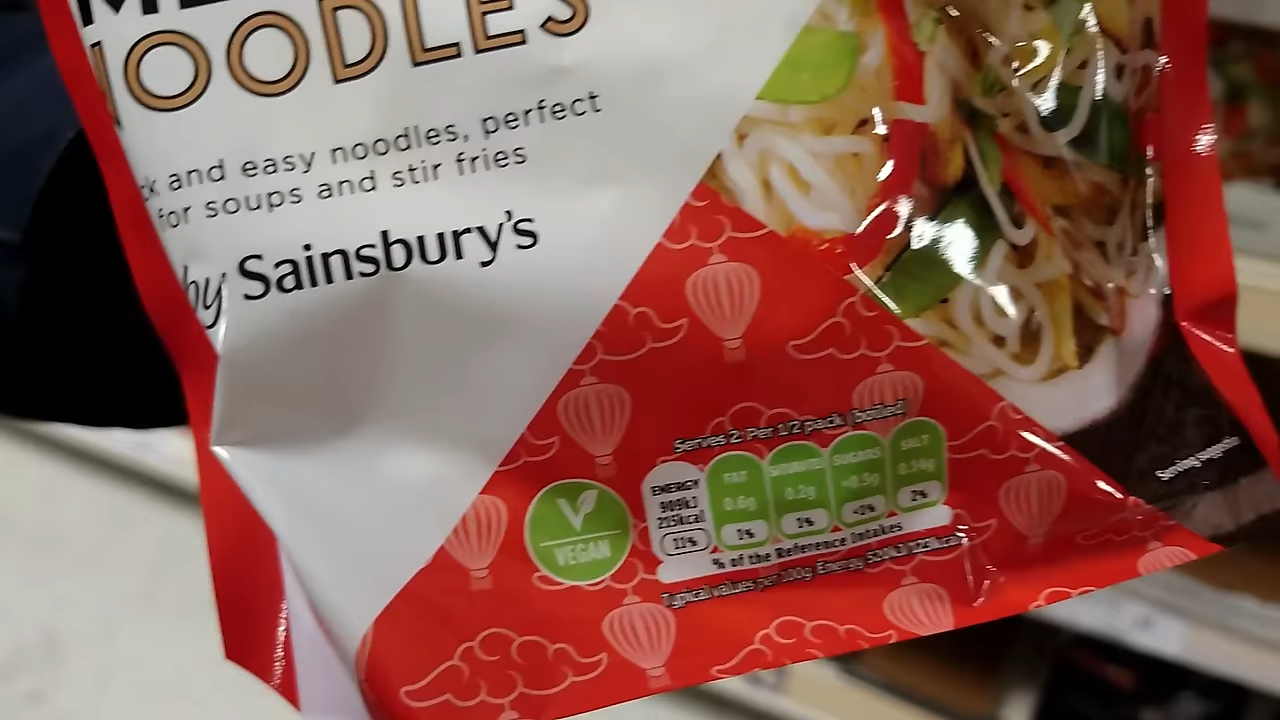 NOODLES
and easy noodles, perfect
for soups and stir fries
by Sainsbury's
Serves 2. Per 1/2 pack (boiled)
ENERGY
909kJ
215kcal
11%
FAT
0.6g
1%
SATURATES
0.2g
1%
SUGARS
<0.5g
<1%
SALT
0.14g
2%
% of the Reference Intakes
Typical values per 100g: Energy
VEGAN
Serving suggestion